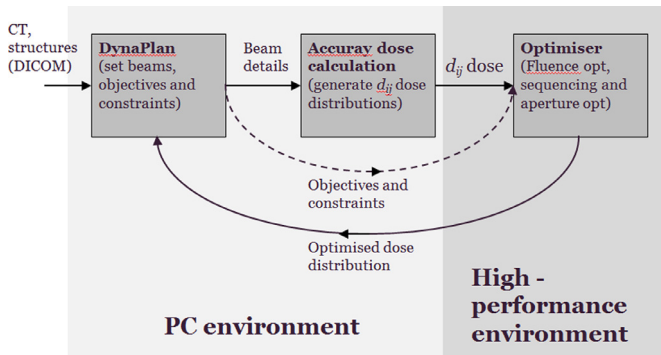 CT,
structures
(DICOM)
DynaPlan
(set beams,
objectives and
constraints)
Beam
details
Accuray dose
calculation
(generate dij dose
distributions)
dij dose
Optimiser
(Fluence opt,
sequencing and
aperture opt)
Objectives and
constraints
Optimised dose
distribution
PC environment
High -
performance
environment